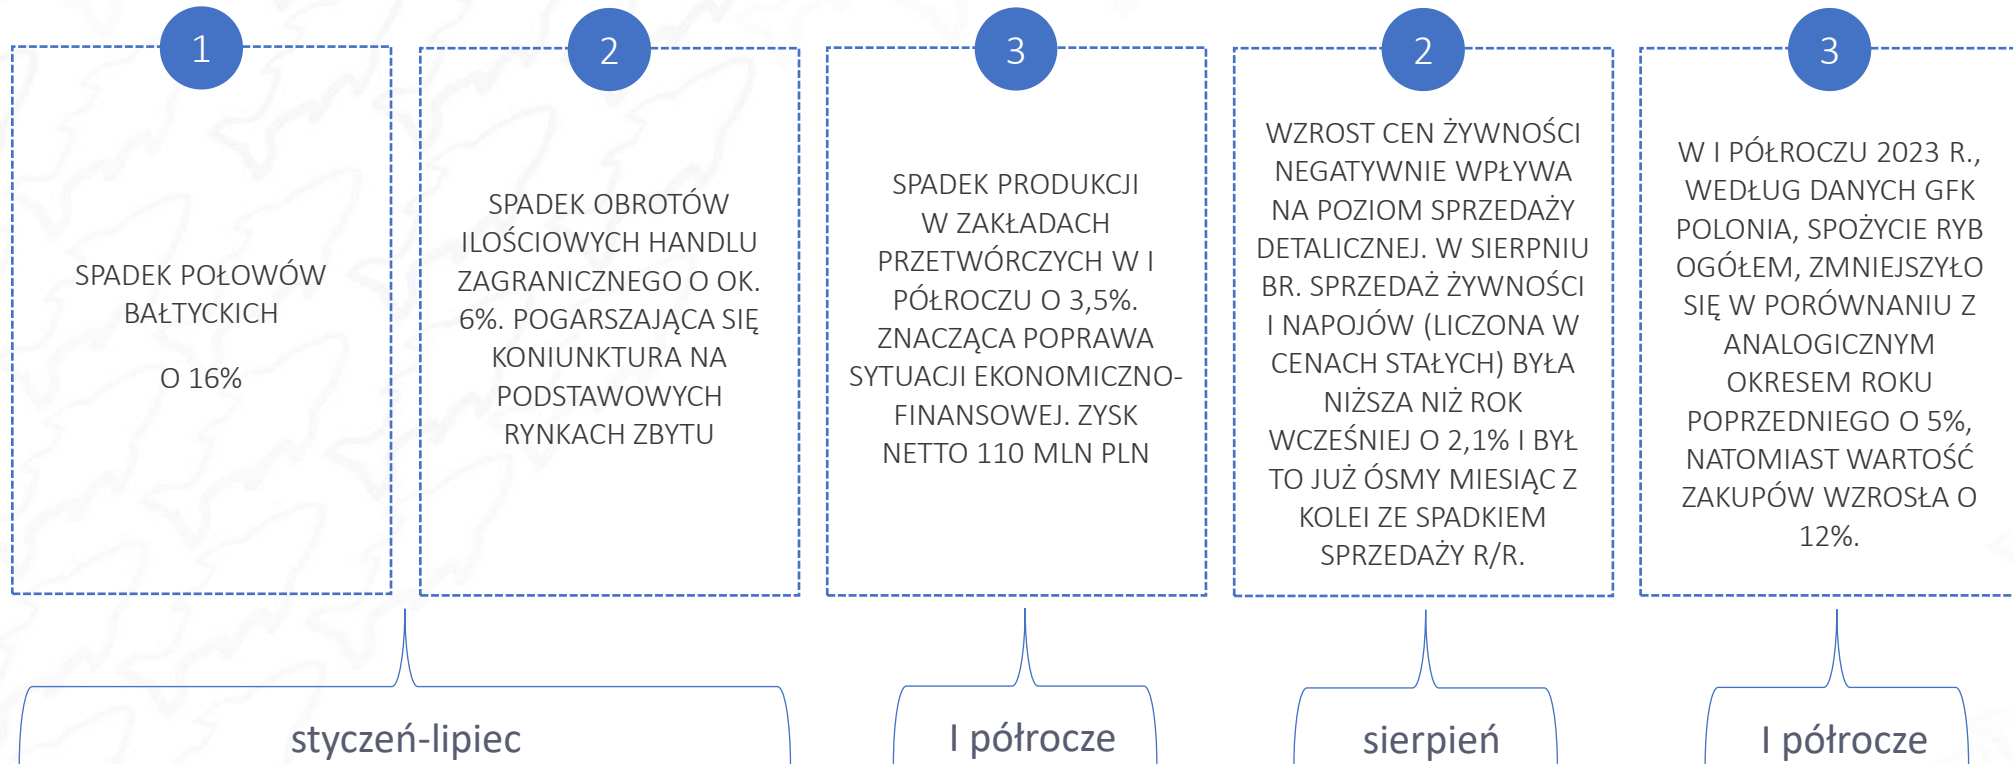 1
SPADEK POŁOWÓW
BAŁTYCKICH
O 16%
2
SPADEK OBROTÓW
ILOŚCIOWYCH HANDLU
ZAGRANICZNEGO O OK.
6%. POGARSZAJĄCA SIĘ
KONIUNKTURA NA
PODSTAWOWYCH
RYNKACH ZBYTU
3
SPADEK PRODUKCJI
W ZAKŁADACH
PRZETWÓRCZYCH W I
PÓŁROCZU O 3,5%.
ZNACZĄCA POPRAWA
SYTUACJI EKONOMICZNO-
FINANSOWEJ. ZYSK
NETTO 110 MLN PLN
2
WZROST CEN ŻYWNOŚCI
NEGATYWNIE WPŁYWA
NA POZIOM SPRZEDAŻY
DETALICZNEJ. W SIERPNIU
BR. SPRZEDAŻ ŻYWNOŚCI
I NAPOJÓW (LICZONA W
CENACH STAŁYCH) BYŁA
NIŻSZA NIŻ ROK
WCZEŚNIEJ O 2,1% I BYŁ
TO JUŻ ÓSMY MIESIĄC Z
KOLEI ZE SPADKIEM
SPRZEDAŻY R/R.
3
W I PÓŁROCZU 2023 R.,
WEDŁUG DANYCH GFK
POLONIA, SPOŻYCIE RYB
OGÓŁEM, ZMNIEJSZYŁO
SIĘ W PORÓWNANIU Z
ANALOGICZNYM
OKRESEM ROKU
POPRZEDNIEGO O 5%,
NATOMIAST WARTOŚĆ
ZAKUPÓW WZROSŁA O
12%.
styczeń-lipiec
I półrocze
sierpień
I półrocze